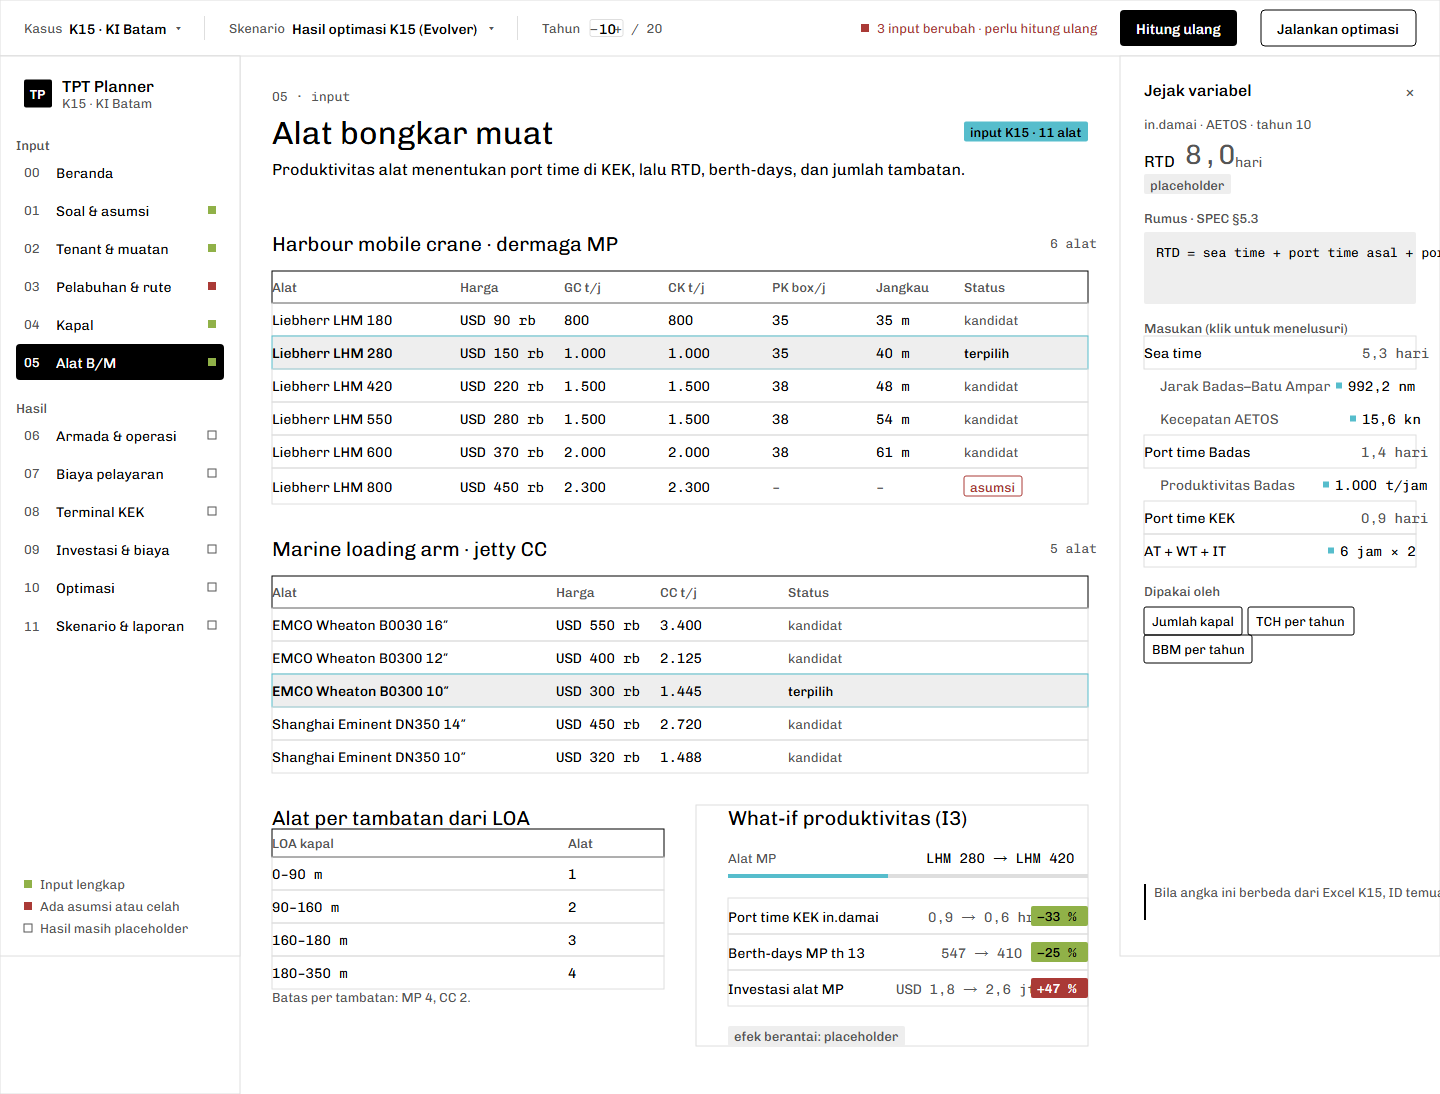 Kasus K15 · KI Batam
Skenario Hasil optimasi K15 (Evolver)
Tahun −10+ / 20
3 input berubah · perlu hitung ulang
Hitung ulang
Jalankan optimasi
TP
TPT Planner
K15 · KI Batam
Input
00 Beranda
01 Soal & asumsi
02 Tenant & muatan
03 Pelabuhan & rute
04 Kapal
05 Alat B/M
Hasil
06 Armada & operasi
07 Biaya pelayaran
08 Terminal KEK
09 Investasi & biaya
10 Optimasi
11 Skenario & laporan
Input lengkap
Ada asumsi atau celah
Hasil masih placeholder
05 · input
Alat bongkar muat
input K15 · 11 alat
Produktivitas alat menentukan port time di KEK, lalu RTD, berth-days, dan jumlah tambatan.
Harbour mobile crane · dermaga MP
6 alat
Alat Harga GC t/j CK t/j PK box/j Jangkau Status
Liebherr LHM 180 USD 90 rb 800 800 35 35 m kandidat
Liebherr LHM 280 USD 150 rb 1.000 1.000 35 40 m terpilih
Liebherr LHM 420 USD 220 rb 1.500 1.500 38 48 m kandidat
Liebherr LHM 550 USD 280 rb 1.500 1.500 38 54 m kandidat
Liebherr LHM 600 USD 370 rb 2.000 2.000 38 61 m kandidat
Liebherr LHM 800 USD 450 rb 2.300 2.300 – – asumsi
Marine loading arm · jetty CC
5 alat
Alat Harga CC t/j Status
EMCO Wheaton B0030 16″ USD 550 rb 3.400 kandidat
EMCO Wheaton B0300 12″ USD 400 rb 2.125 kandidat
EMCO Wheaton B0300 10″ USD 300 rb 1.445 terpilih
Shanghai Eminent DN350 14″ USD 450 rb 2.720 kandidat
Shanghai Eminent DN350 10″ USD 320 rb 1.488 kandidat
Alat per tambatan dari LOA
LOA kapal Alat
0–90 m 1
90–160 m 2
160–180 m 3
180–350 m 4
Batas per tambatan: MP 4, CC 2.
What-if produktivitas (I3)
Alat MP LHM 280 → LHM 420
Port time KEK in.damai 0,9 → 0,6 −33 %
Berth-days MP th 13 547 → 410 −25 %
Investasi alat MP USD 1,8 → 2,6 +47 %
efek berantai: placeholder
Jejak variabel ×
in.damai · AETOS · tahun 10
RTD 8,0 hari
placeholder
Rumus · SPEC §5.3
RTD = sea time + port time asal +
Masukan (klik untuk menelusuri)
Sea time 5,3 hari
Jarak Badas–Batu Ampar 992,2 nm
Kecepatan AETOS 15,6 kn
Port time Badas 1,4 hari
Produktivitas Badas 1.000 t/jam
Port time KEK 0,9 hari
AT + WT + IT 6 jam × 2
Dipakai oleh
Jumlah kapal
TCH per tahun
BBM per tahun
Bila angka ini berbeda dari Excel K15, ID